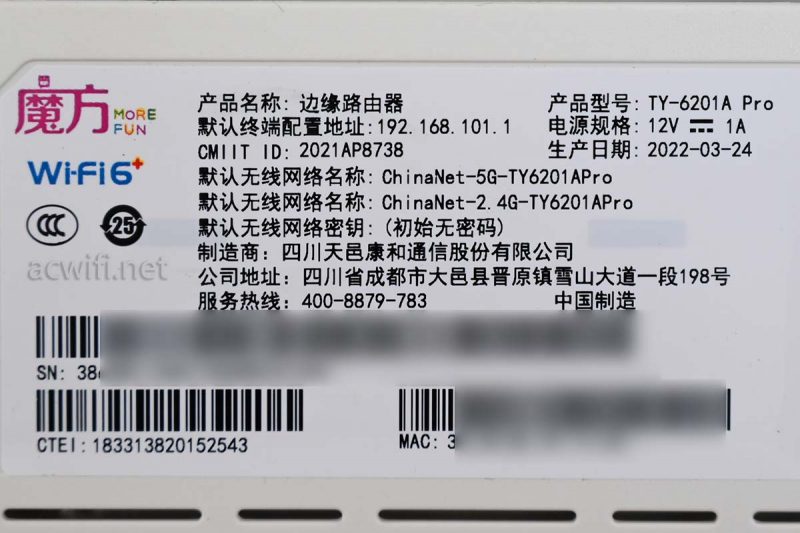 魔方 MORE FUN
产品名称: 边缘路由器 产品型号: TY-6201A Pro
默认终端配置地址:192.168.101.1 电源规格: 12V 1A
CMIIT ID: 2021AP8738 生产日期: 2022-03-24
Wi-Fi6+
默认无线网络名称: ChinaNet-5G-TY6201APro
默认无线网络名称: ChinaNet-2.4G-TY6201APro
CCC 25
默认无线网络密钥: (初始无密码)
制造商: 四川天邑康和通信股份有限公司
acwifi.net
公司地址: 四川省成都市大邑县晋原镇雪山大道一段198号
服务热线: 400-8879-783 中国制造
SN: 38
CTEI:183313820152543
MAC: 3